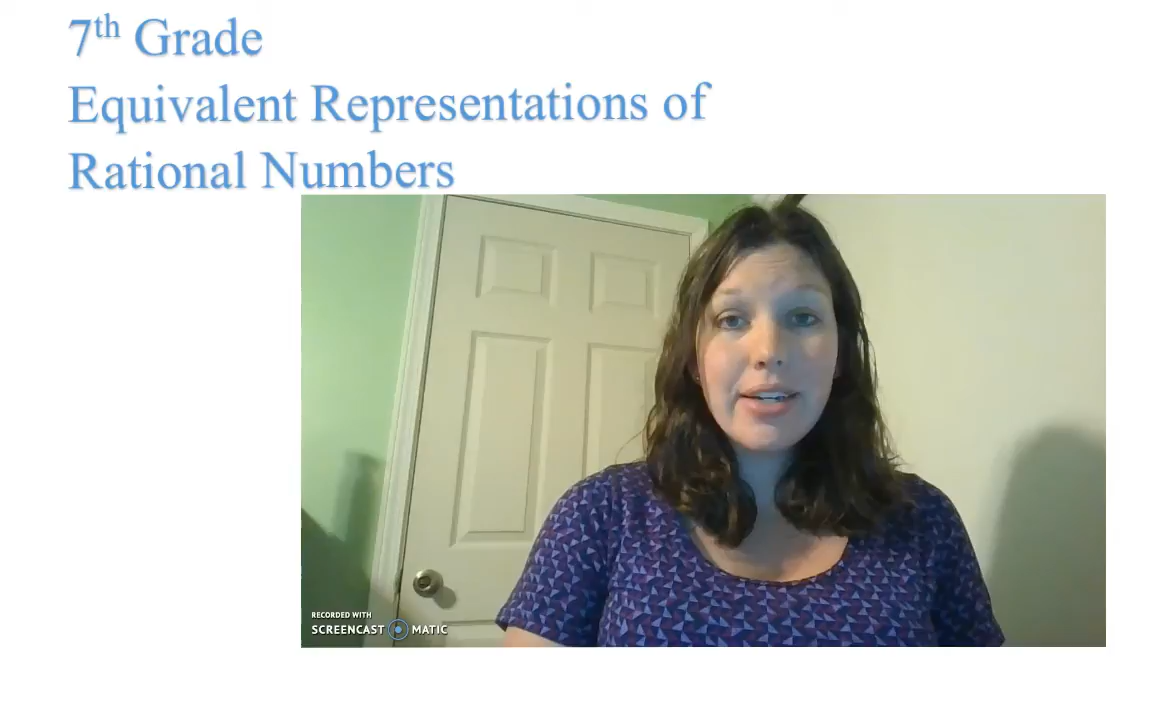 7th Grade
Equivalent Representations of
Rational Numbers
RECORDED WITH
SCREENCAST MATIC